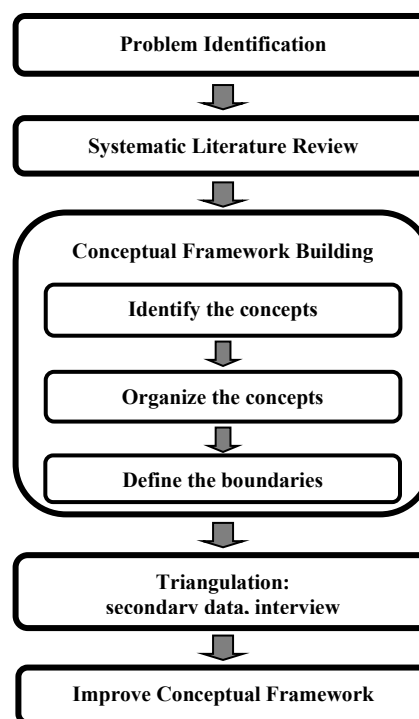 Problem Identification
Systematic Literature Review
Conceptual Framework Building
Identify the concepts
Organize the concepts
Define the boundaries
Triangulation:
secondary data, interview
Improve Conceptual Framework